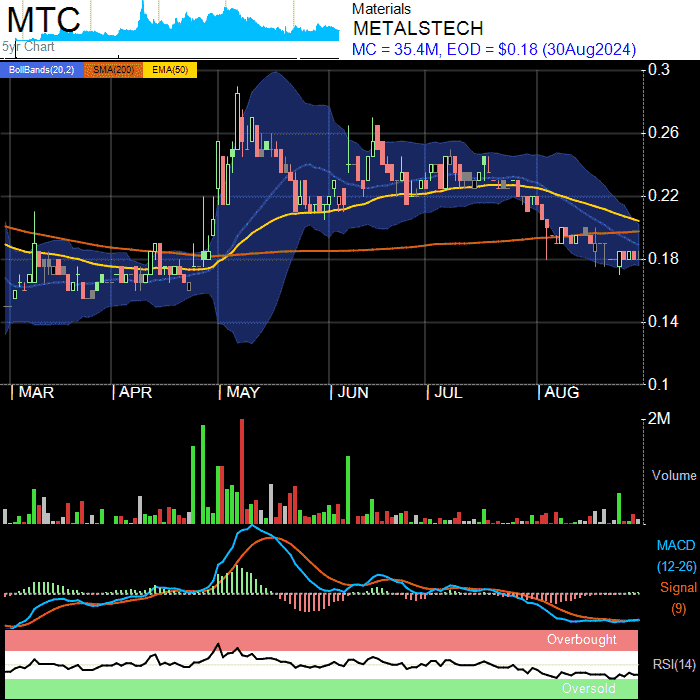 MTC
5yr Chart
Materials
METALSTECH
MC = 35.4M, EOD = $0.18 (30Aug2024)
BollBands(20,2) SMA(200) EMA(50)
0.3
0.26
0.22
0.18
0.14
0.1
MAR APR MAY JUN JUL AUG
2M
Volume
MACD
(12-26)
Signal
(9)
Overbought
RSI(14)
Oversold